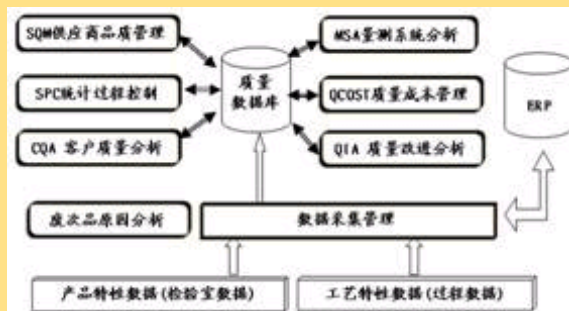 SQM供应商品质管理
MSA量测系统分析
质量
数据库
SPC统计过程控制
QCOST质量成本管理
ERP
CQA 客户质量分析
QIA 质量改进分析
废次品原因分析
数据采集管理
产品特性数据(检验室数据)
工艺特性数据(过程数据)